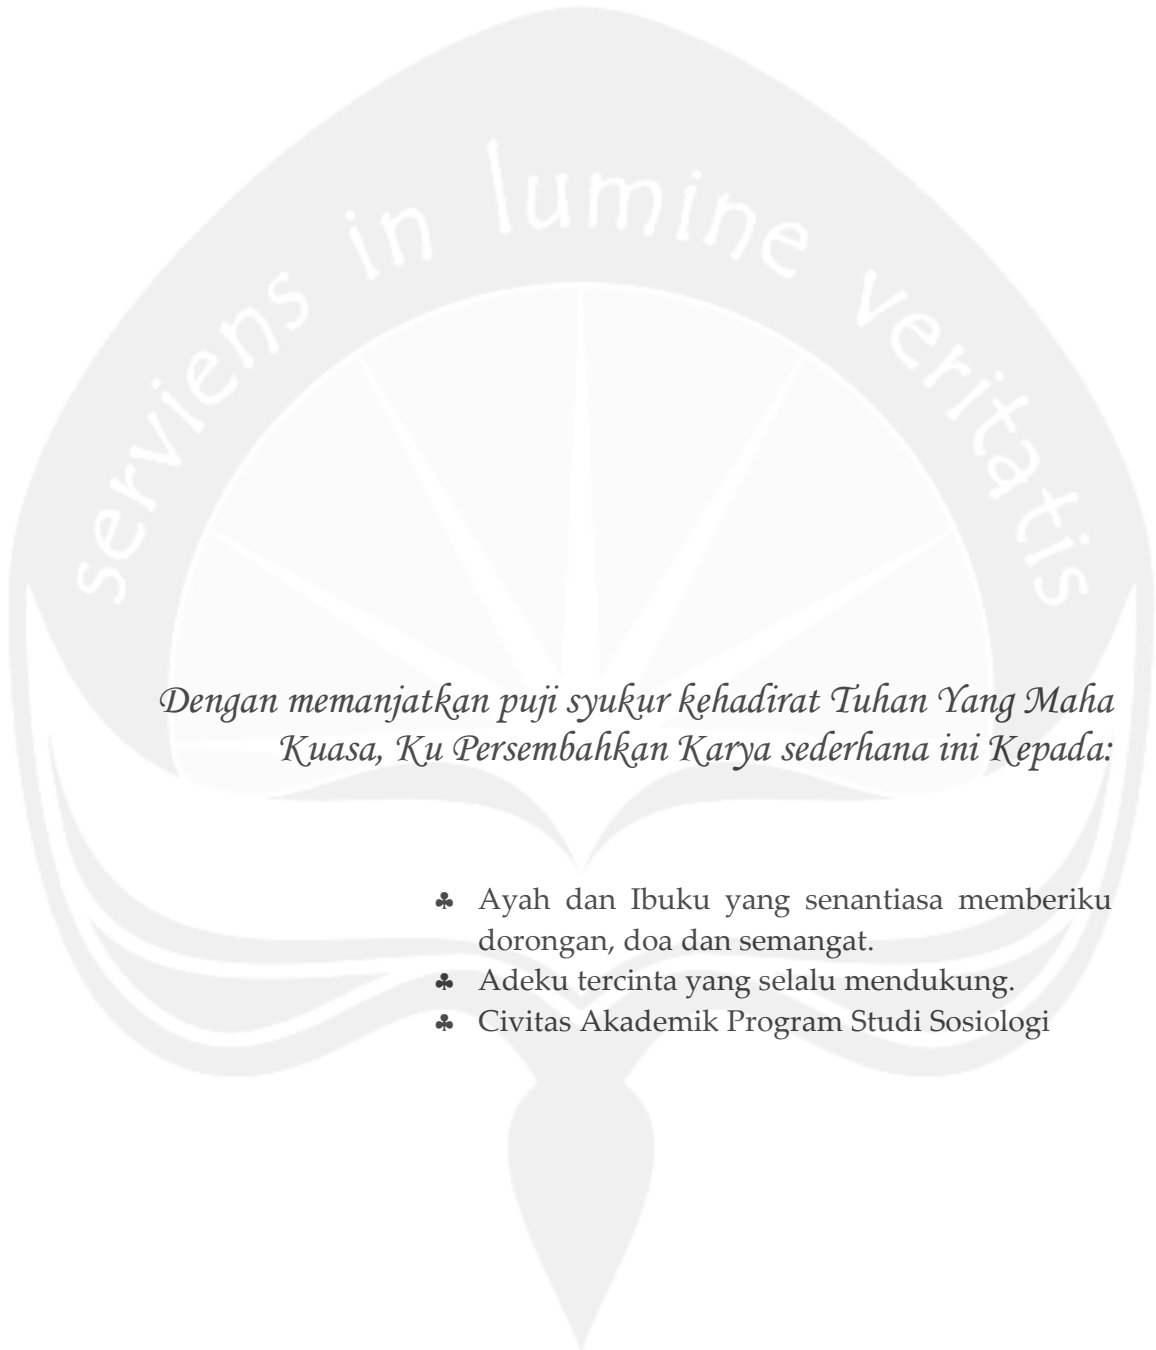 serviens in lumine veritatis
Dengan memanjatkan puji syukur kehadirat Tuhan Yang Maha
Kuasa, Ku Persembahkan Karya sederhana ini Kepada:
♣ Ayah dan Ibuku yang senantiasa memberiku
dorongan, doa dan semangat.
♣ Adeku tercinta yang selalu mendukung.
♣ Civitas Akademik Program Studi Sosiologi